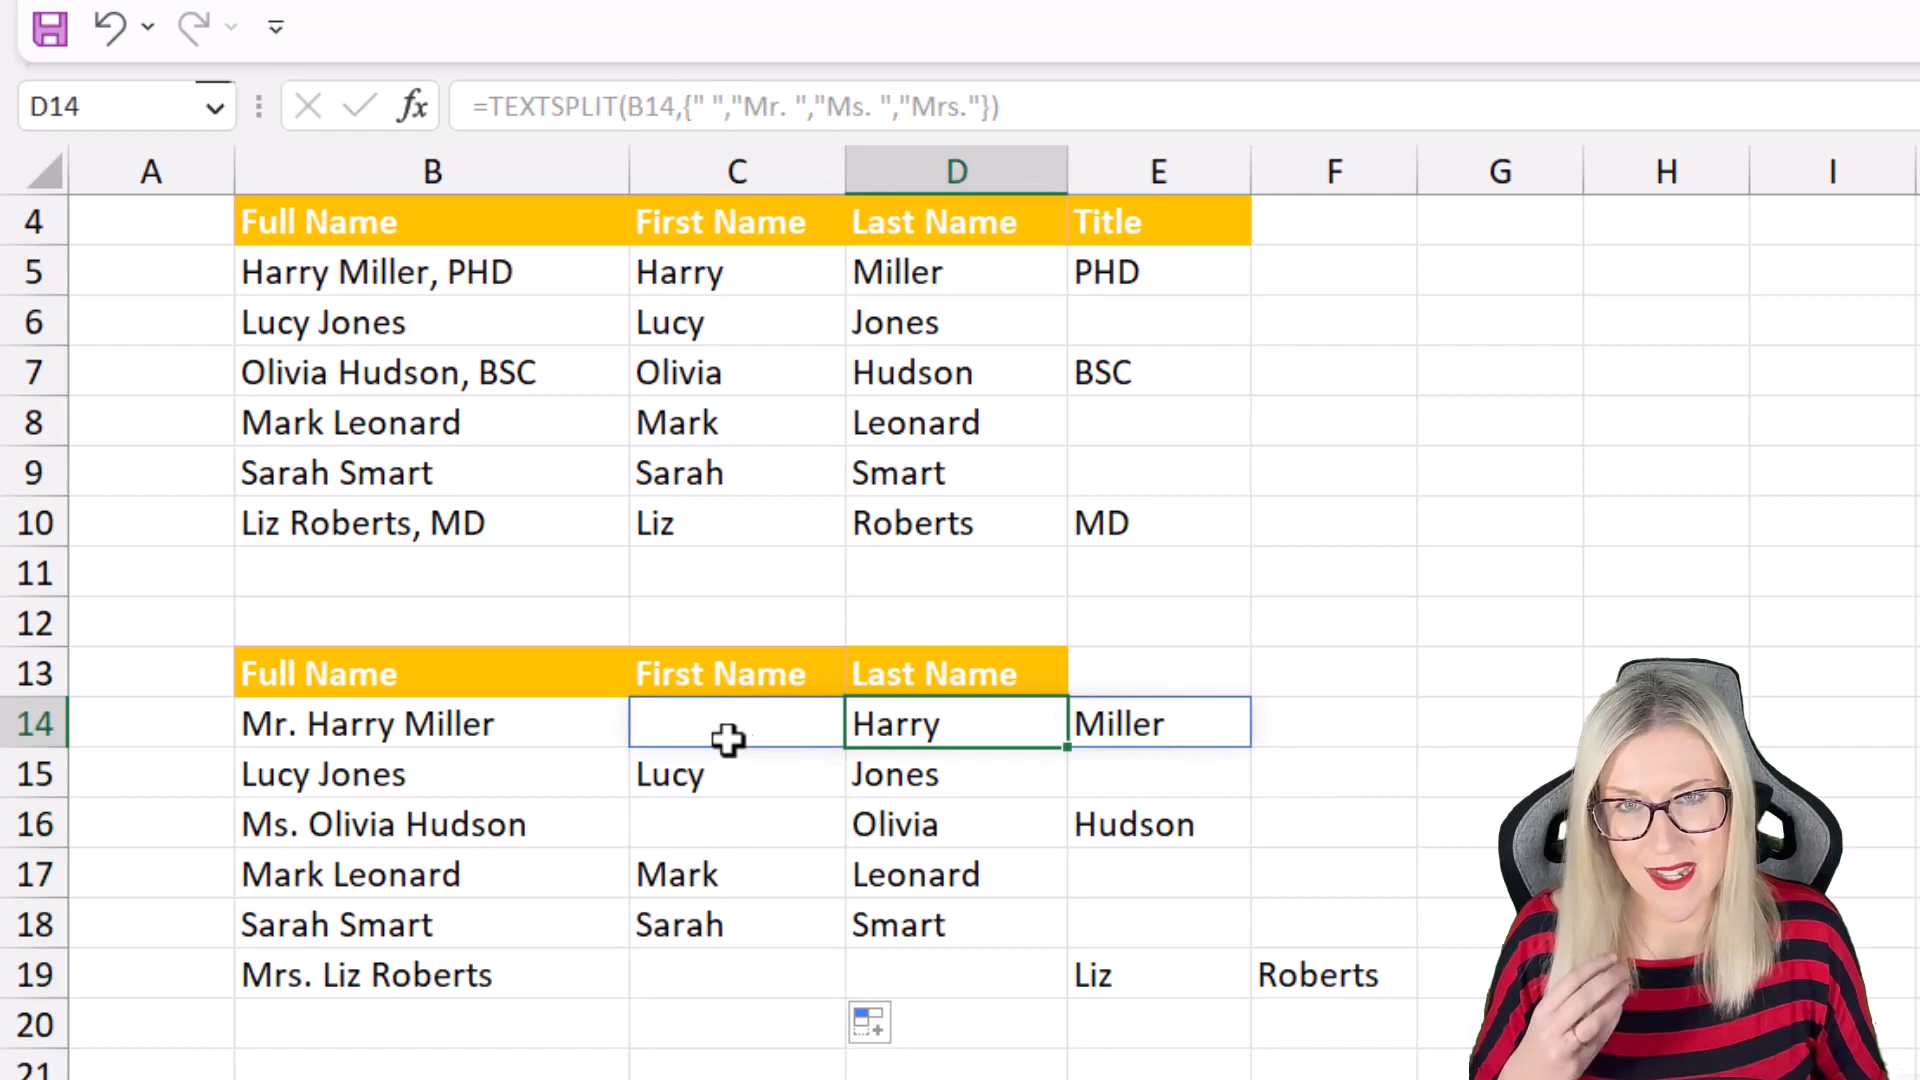 D14 fx =TEXTSPLIT(B14,{" ","Mr. ","Ms. ","Mrs."})
A B C D E F G H I
4 Full Name First Name Last Name Title
5 Harry Miller, PHD Harry Miller PHD
6 Lucy Jones Lucy Jones
7 Olivia Hudson, BSC Olivia Hudson BSC
8 Mark Leonard Mark Leonard
9 Sarah Smart Sarah Smart
10 Liz Roberts, MD Liz Roberts MD
11
12
13 Full Name First Name Last Name
14 Mr. Harry Miller Harry Miller
15 Lucy Jones Lucy Jones
16 Ms. Olivia Hudson Olivia Hudson
17 Mark Leonard Mark Leonard
18 Sarah Smart Sarah Smart
19 Mrs. Liz Roberts Liz Roberts
20
21